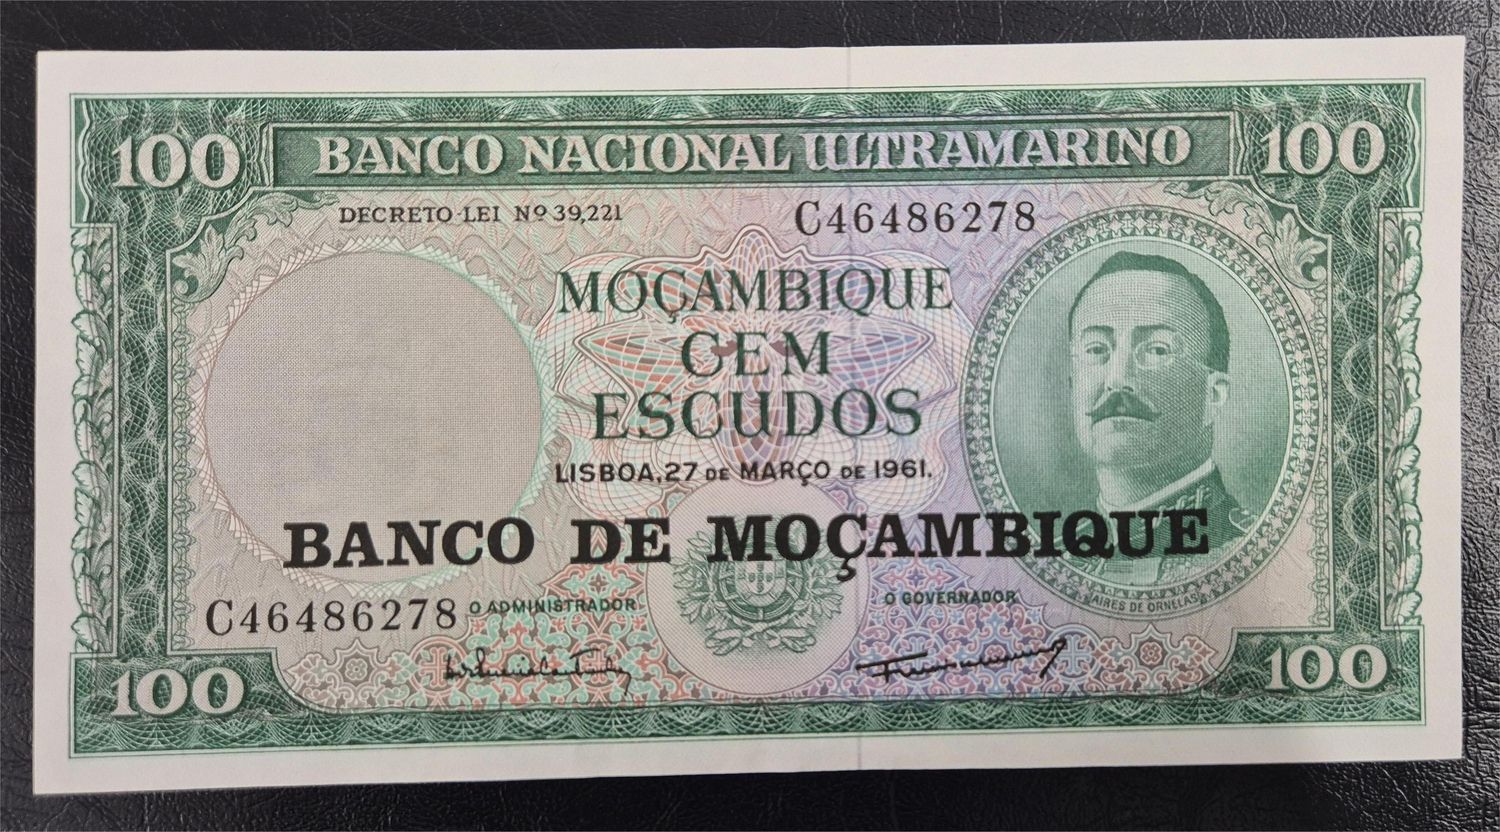 100 BANCO NACIONAL ULTRAMARINO 100
DECRETO-LEI Nº 39,221
C46486278
MOÇAMBIQUE
CEM
ESCUDOS
LISBOA, 27 DE MARÇO DE 1961.
BANCO DE MOÇAMBIQUE
C46486278
O ADMINISTRADOR
O GOVERNADOR
AIRES DE ORNELAS
100
100